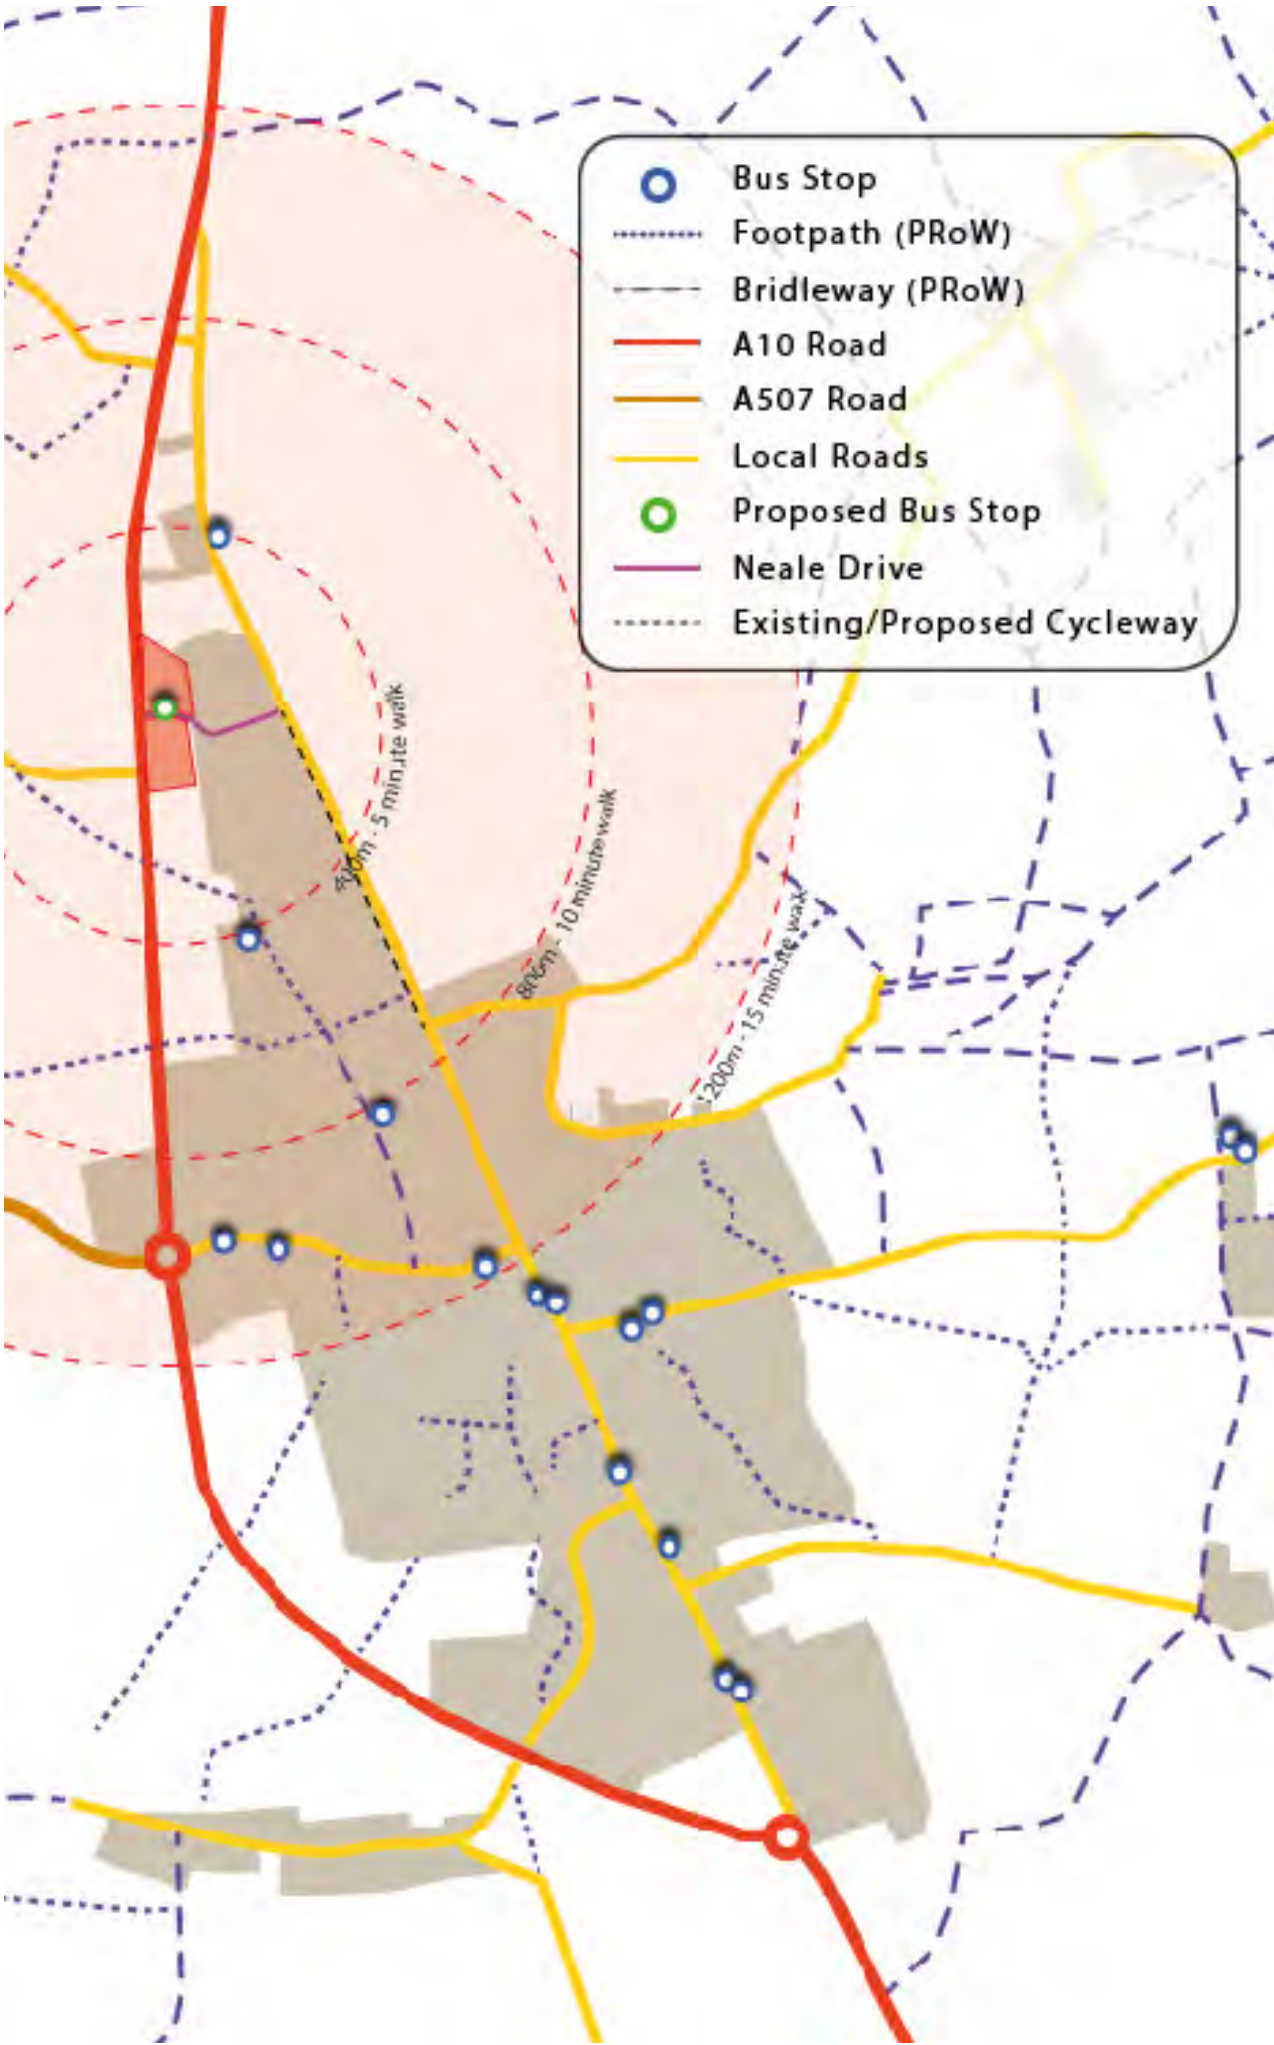 Bus Stop
Footpath (PRoW)
Bridleway (PRoW)
A10 Road
A507 Road
Local Roads
Proposed Bus Stop
Neale Drive
Existing/Proposed Cycleway
400m - 5 minute walk
800m - 10 minute walk
1200m - 15 minute walk